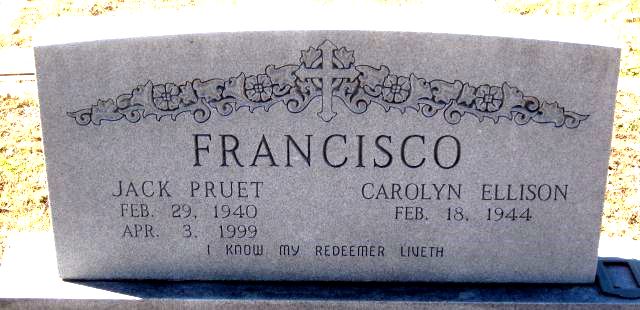 FRANCISCO
JACK PRUET CAROLYN ELLISON
FEB. 29, 1940 FEB. 18, 1944
APR. 3, 1999
I KNOW MY REDEEMER LIVETH